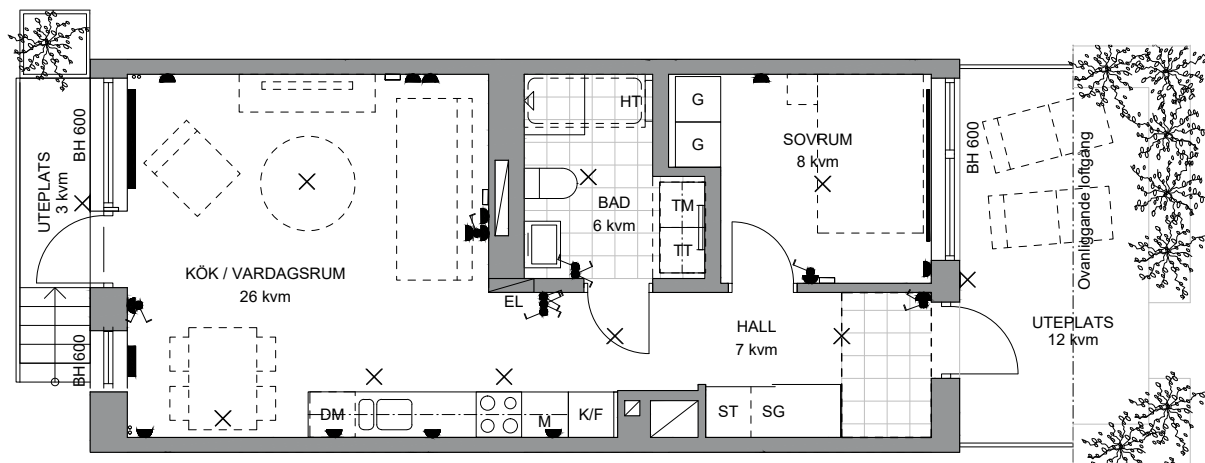 UTEPLATS
3 kvm
BH 600
BH 600
KÖK / VARDAGSRUM
26 kvm
DM
M
K/F
EL
HT
BAD
6 kvm
TM
TT
G
G
SOVRUM
8 kvm
HALL
7 kvm
ST
SG
BH 600
Ovanliggande loftgång
UTEPLATS
12 kvm